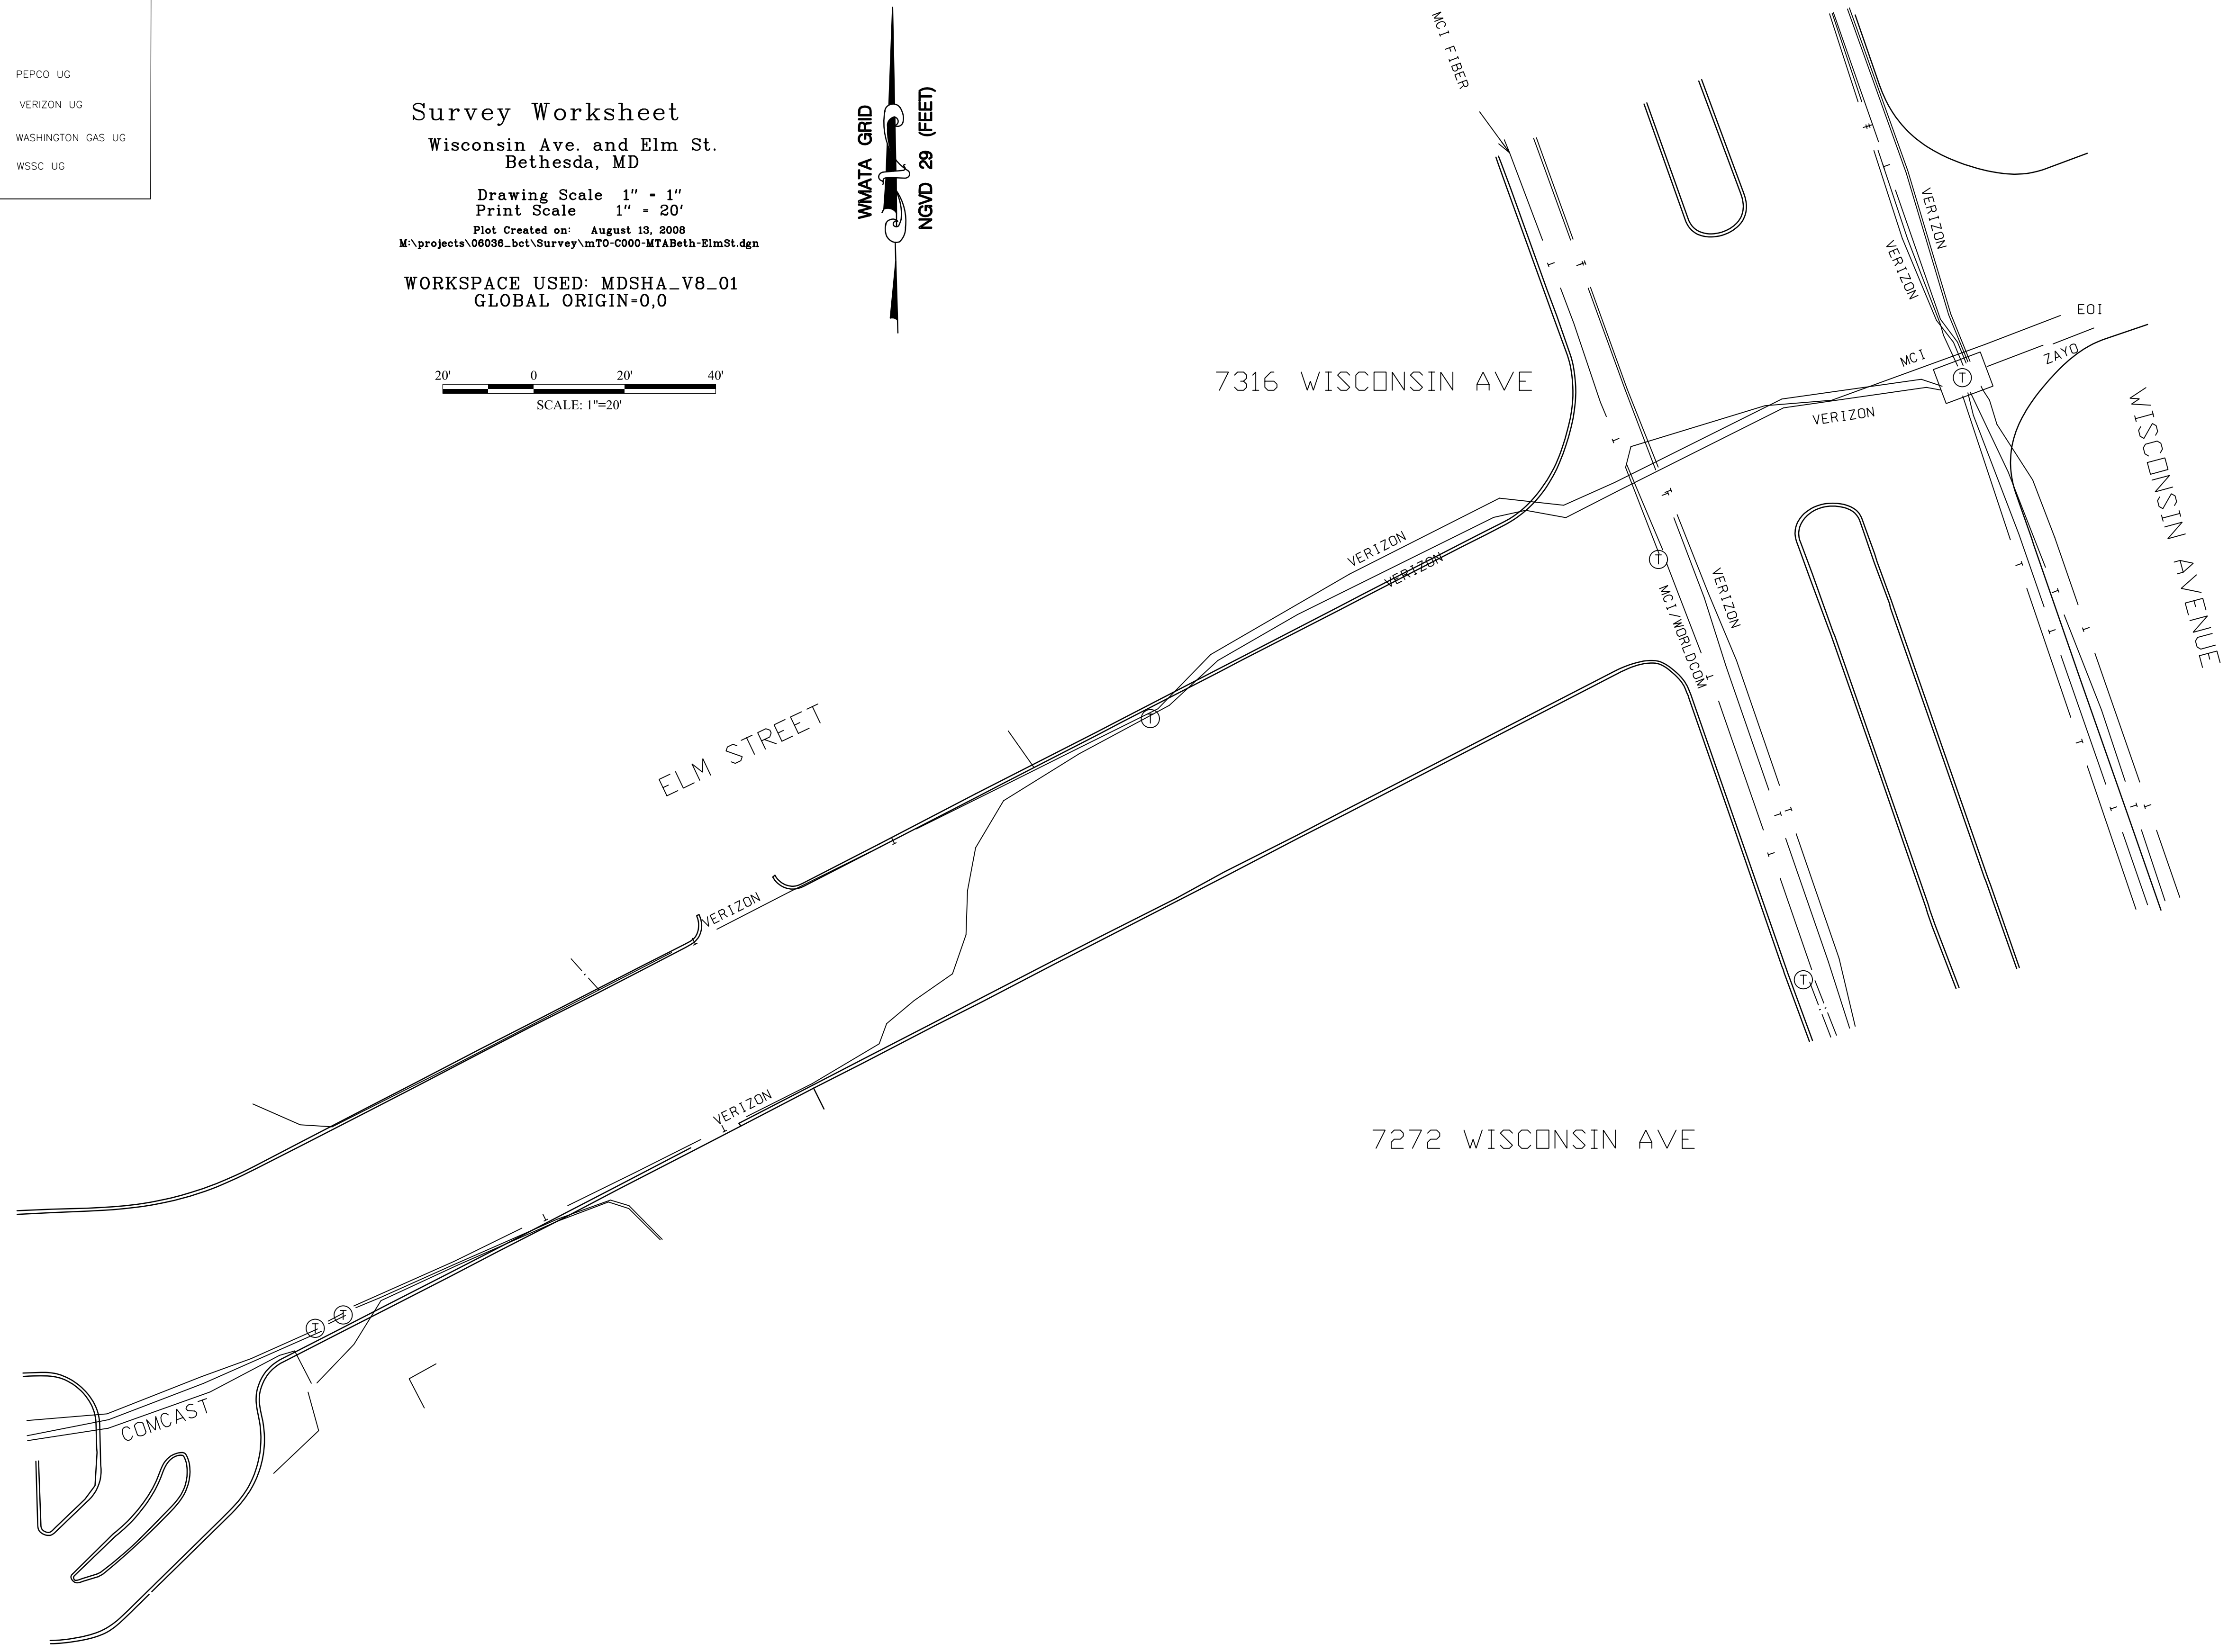 PEPCO UG
VERIZON UG
WASHINGTON GAS UG
WSSC UG
Survey Worksheet
Wisconsin Ave. and Elm St.
Bethesda, MD
Drawing Scale 1" = 1"
Print Scale 1" = 20'
Plot Created on: August 13, 2008
M:\projects\06036_bct\Survey\mTO-C000-MTABeth-ElmSt.dgn
WORKSPACE USED: MDSHA_V8_01
GLOBAL ORIGIN=0,0
20' 0 20' 40'
SCALE: 1"=20'
WMATA GRID
NGVD 29 (FEET)
MCI FIBER
VERIZON
VERIZON
EOI
MCI
ZAYO
T
7316 WISCONSIN AVE
VERIZON
WISCONSIN AVENUE
VERIZON
VERIZON
T
MCI/WORLDCOM
VERIZON
ELM STREET
T
VERIZON
T
VERIZON
7272 WISCONSIN AVE
T
T
COMCAST